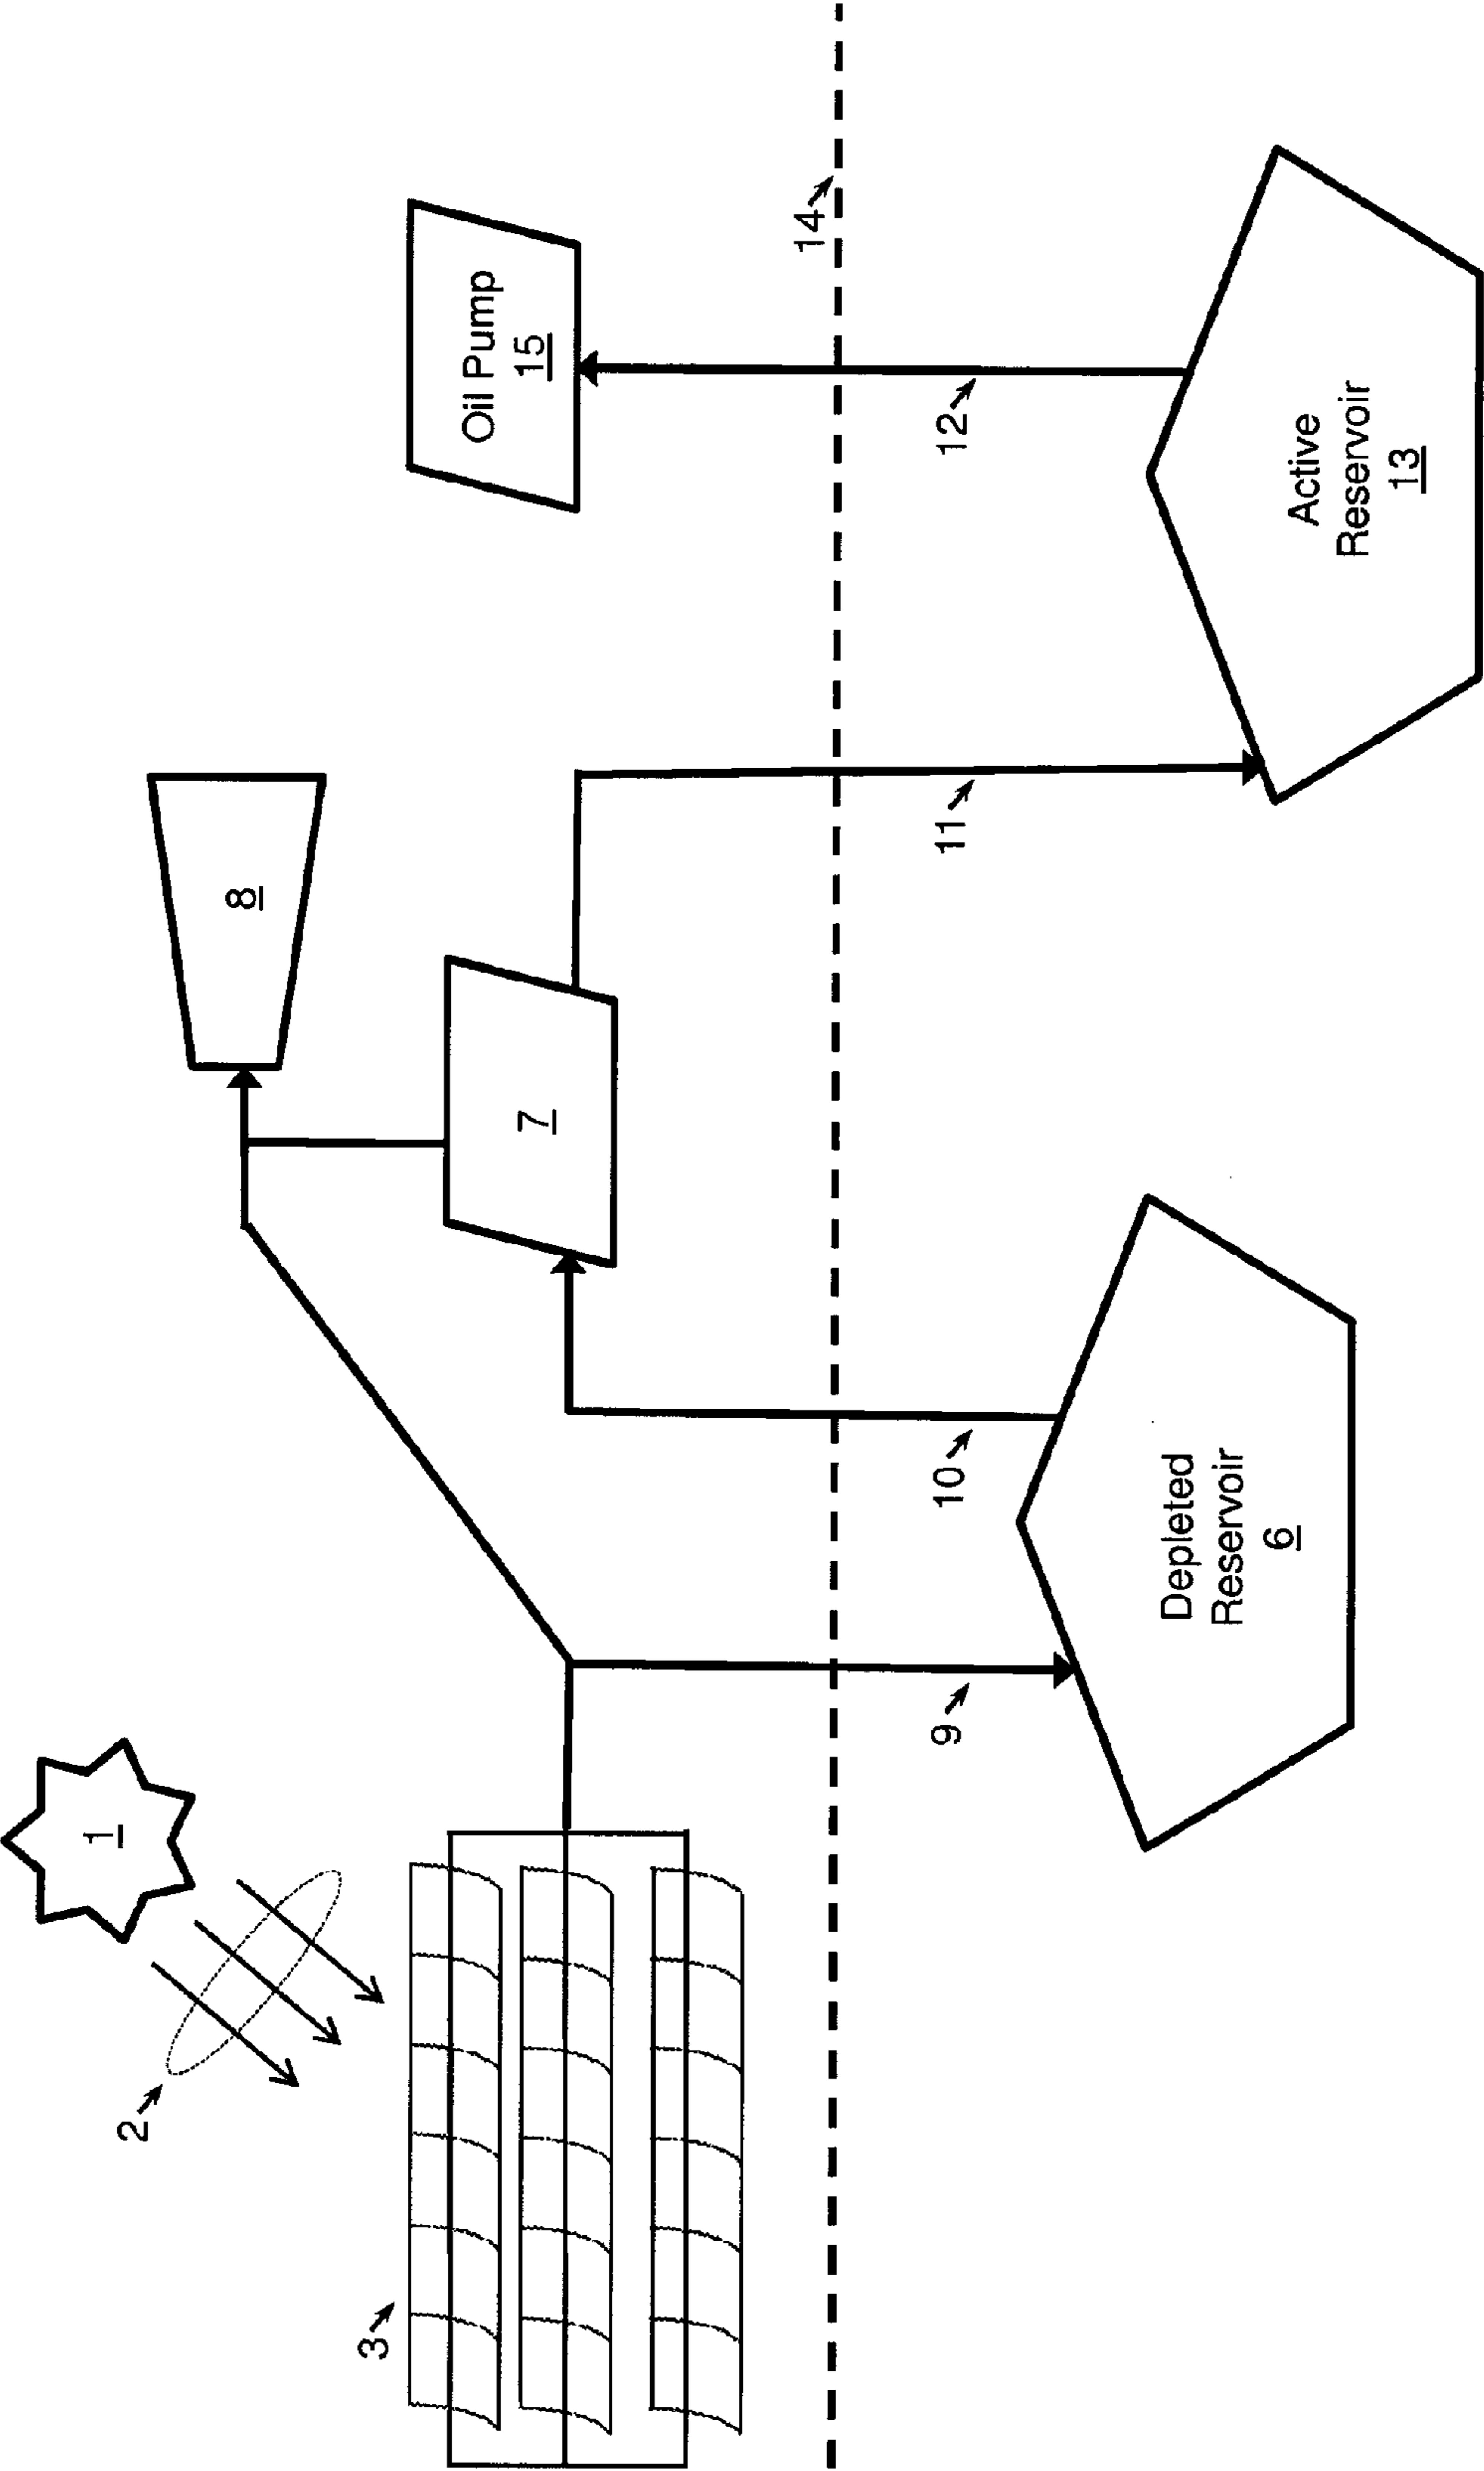 1
2
3
8
7
Oil Pump
15
14
9
10
11
12
Depleted
Reservoir
6
Active
Reservoir
13